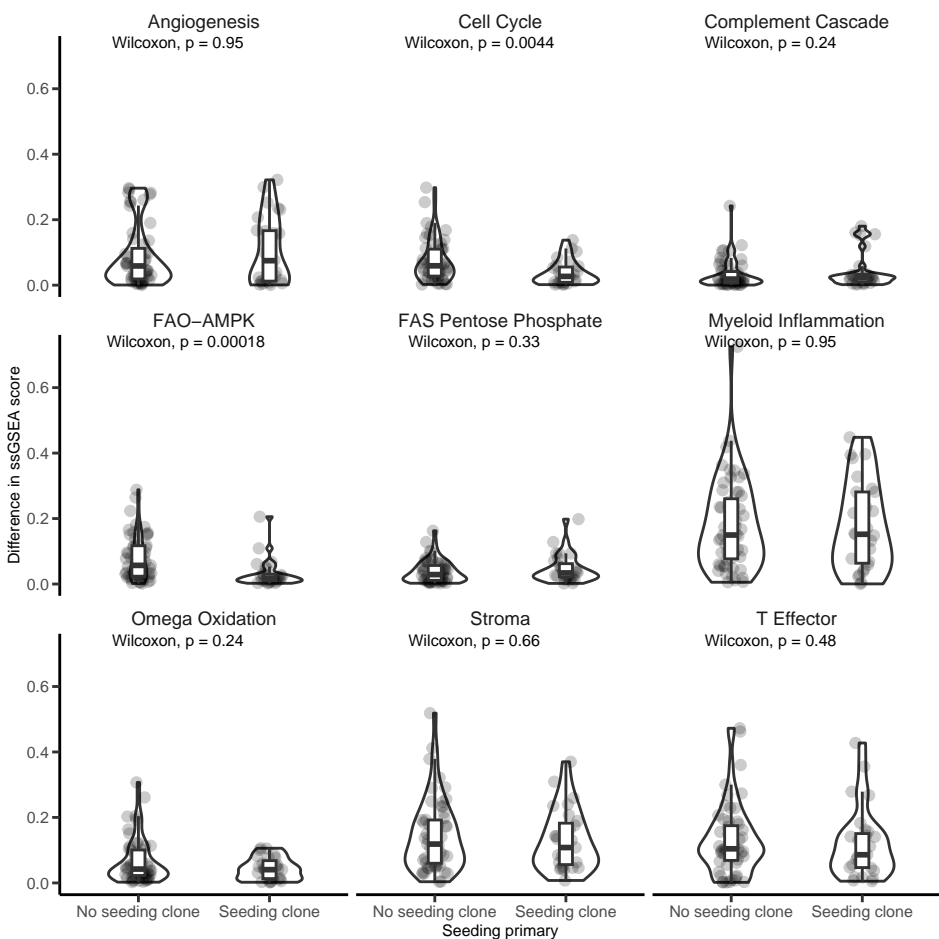 Angiogenesis
Cell Cycle
Complement Cascade
Wilcoxon, p = 0.95
Wilcoxon, p = 0.0044
Wilcoxon, p = 0.24
0.6
0.4
0.2
0.0
FAO−AMPK
FAS Pentose Phosphate
Myeloid Inflammation
Wilcoxon, p = 0.00018
Wilcoxon, p = 0.33
Wilcoxon, p = 0.95
Difference in ssGSEA score
0.6
0.4
0.2
0.0
Omega Oxidation
Stroma
T Effector
Wilcoxon, p = 0.24
Wilcoxon, p = 0.66
Wilcoxon, p = 0.48
0.6
0.4
0.2
0.0
No seeding clone
Seeding clone
No seeding clone
Seeding clone
No seeding clone
Seeding clone
Seeding primary